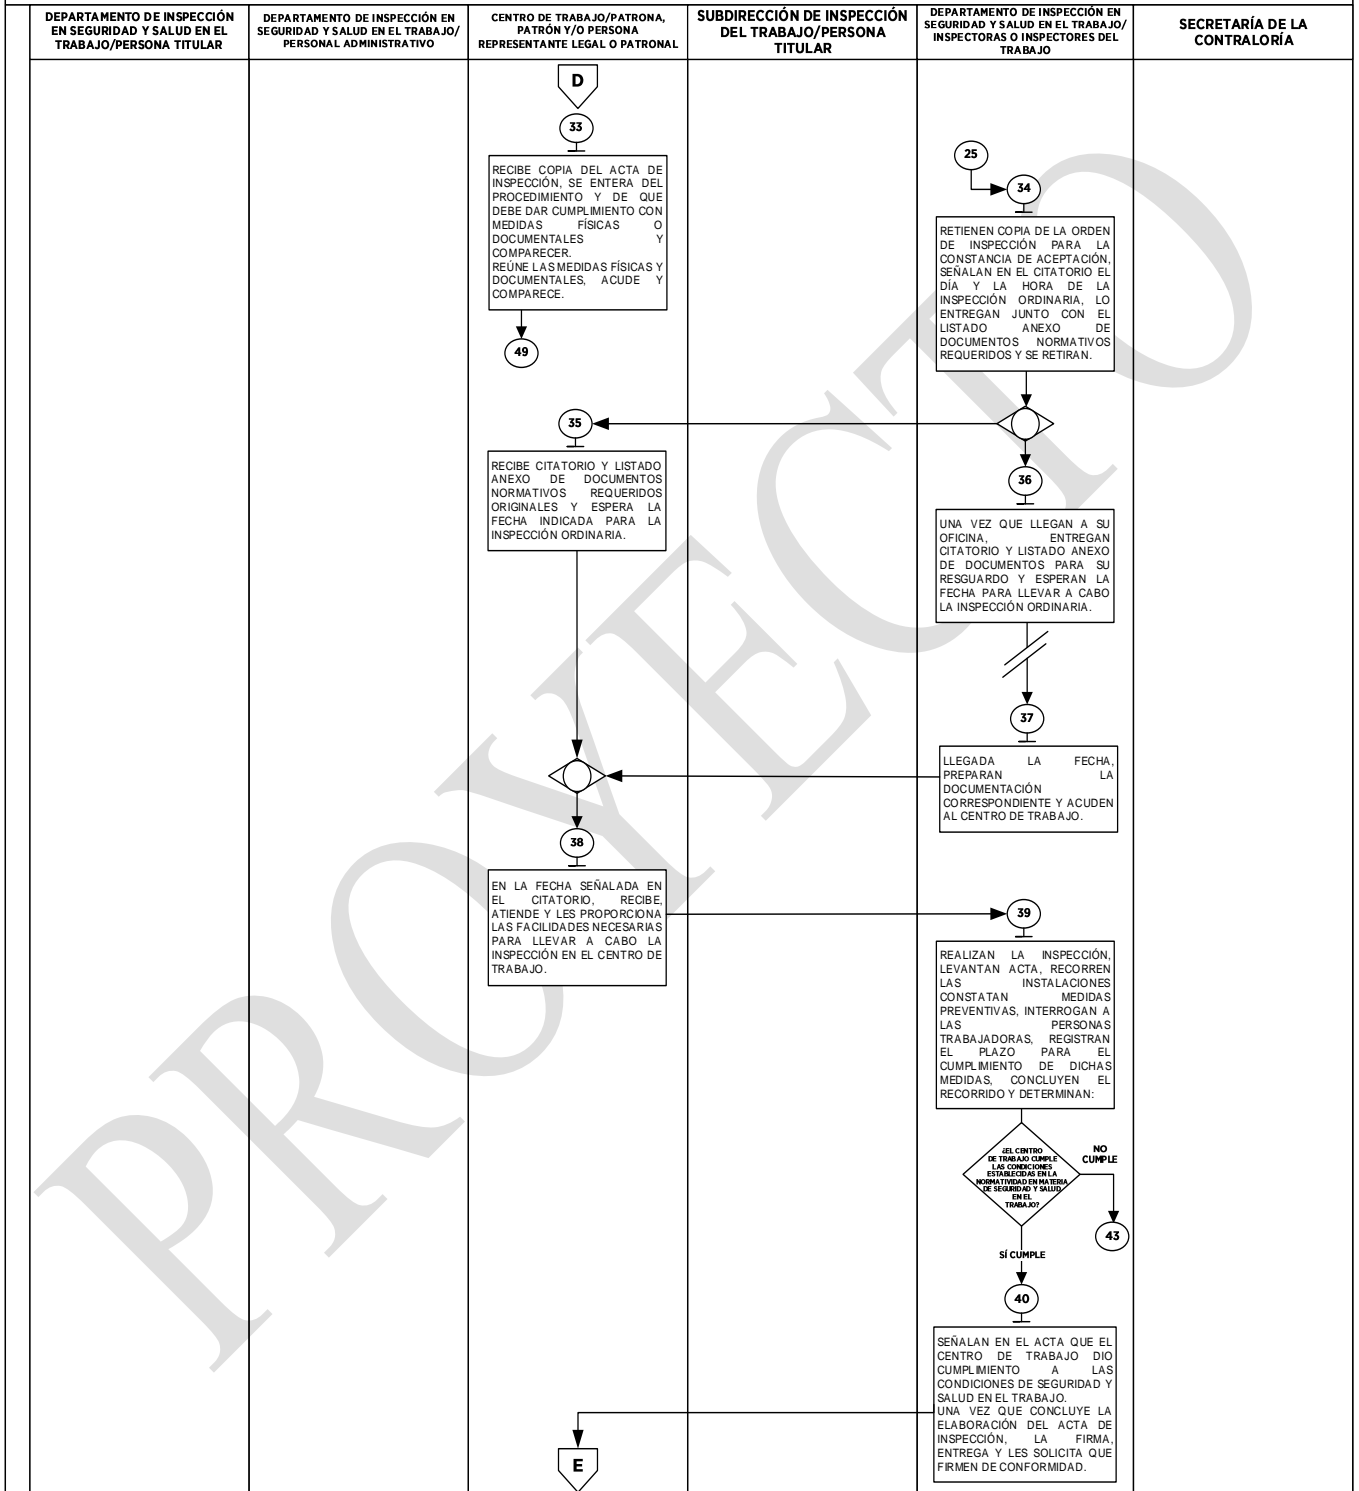 DEPARTAMENTO DE INSPECCIÓN
EN SEGURIDAD Y SALUD EN EL
TRABAJO/PERSONA TITULAR
DEPARTAMENTO DE INSPECCIÓN EN
SEGURIDAD Y SALUD EN EL TRABAJO/
PERSONAL ADMINISTRATIVO
CENTRO DE TRABAJO/PATRONA,
PATRÓN Y/O PERSONA
REPRESENTANTE LEGAL O PATRONAL
SUBDIRECCIÓN DE INSPECCIÓN
DEL TRABAJO/PERSONA
TITULAR
DEPARTAMENTO DE INSPECCIÓN EN
SEGURIDAD Y SALUD EN EL TRABAJO/
INSPECTORAS O INSPECTORES DEL
TRABAJO
SECRETARÍA DE LA
CONTRALORÍA
D
33
RECIBE COPIA DEL ACTA DE
INSPECCIÓN, SE ENTERA DEL
PROCEDIMIENTO Y DE QUE
DEBE DAR CUMPLIMIENTO CON
MEDIDAS FÍSICAS O
DOCUMENTALES Y
COMPARECER.
REÚNE LAS MEDIDAS FÍSICAS Y
DOCUMENTALES, ACUDE Y
COMPARECE.
49
25
34
RETIENEN COPIA DE LA ORDEN
DE INSPECCIÓN PARA LA
CONSTANCIA DE ACEPTACIÓN,
SEÑALAN EN EL CITATORIO EL
DÍA Y LA HORA DE LA
INSPECCIÓN ORDINARIA, LO
ENTREGAN JUNTO CON EL
LISTADO ANEXO DE
DOCUMENTOS NORMATIVOS
REQUERIDOS Y SE RETIRAN.
35
RECIBE CITATORIO Y LISTADO
ANEXO DE DOCUMENTOS
NORMATIVOS REQUERIDOS
ORIGINALES Y ESPERA LA
FECHA INDICADA PARA LA
INSPECCIÓN ORDINARIA.
36
UNA VEZ QUE LLEGAN A SU
OFICINA, ENTREGAN
CITATORIO Y LISTADO ANEXO
DE DOCUMENTOS PARA SU
RESGUARDO Y ESPERAN LA
FECHA PARA LLEVAR A CABO
LA INSPECCIÓN ORDINARIA.
37
LLEGADA LA FECHA,
PREPARAN LA
DOCUMENTACIÓN
CORRESPONDIENTE Y ACUDEN
AL CENTRO DE TRABAJO.
38
EN LA FECHA SEÑALADA EN
EL CITATORIO, RECIBE,
ATIENDE Y LES PROPORCIONA
LAS FACILIDADES NECESARIAS
PARA LLEVAR A CABO LA
INSPECCIÓN EN EL CENTRO DE
TRABAJO.
39
REALIZAN LA INSPECCIÓN,
LEVANTAN ACTA, RECORREN
LAS INSTALACIONES
CONSTATAN MEDIDAS
PREVENTIVAS, INTERROGAN A
LAS PERSONAS
TRABAJADORAS, REGISTRAN
EL PLAZO PARA EL
CUMPLIMIENTO DE DICHAS
MEDIDAS, CONCLUYEN EL
RECORRIDO Y DETERMINAN:
¿EL CENTRO
DE TRABAJO CUMPLE
LAS CONDICIONES
ESTABLECIDAS EN LA
NORMATIVIDAD EN MATERIA
DE SEGURIDAD Y SALUD
EN EL
TRABAJO?
NO
CUMPLE
43
SÍ CUMPLE
40
SEÑALAN EN EL ACTA QUE EL
CENTRO DE TRABAJO DIO
CUMPLIMIENTO A LAS
CONDICIONES DE SEGURIDAD Y
SALUD EN EL TRABAJO.
UNA VEZ QUE CONCLUYE LA
ELABORACIÓN DEL ACTA DE
INSPECCIÓN, LA FIRMA,
ENTREGA Y LES SOLICITA QUE
FIRMEN DE CONFORMIDAD.
E
PROYECTO